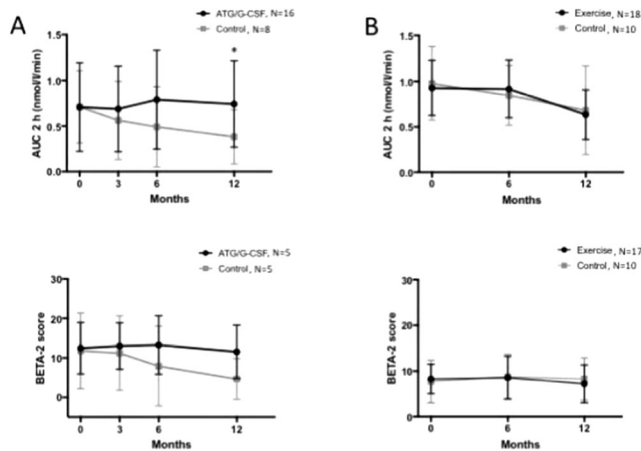 A
ATG/G-CSF, N=16
Control, N=8
AUC 2 h (nmol/l/min)
1.5
1.0
0.5
0.0
*
0 3 6 12
Months
B
Exercise, N=18
Control, N=10
AUC 2 h (nmol/l/min)
1.5
1.0
0.5
0.0
0 6 12
Months
ATG/G-CSF, N=5
Control, N=5
BETA-2 score
30
20
10
0
0 3 6 12
Months
Exercise, N=17
Control, N=10
BETA-2 score
30
20
10
0
0 6 12
Months